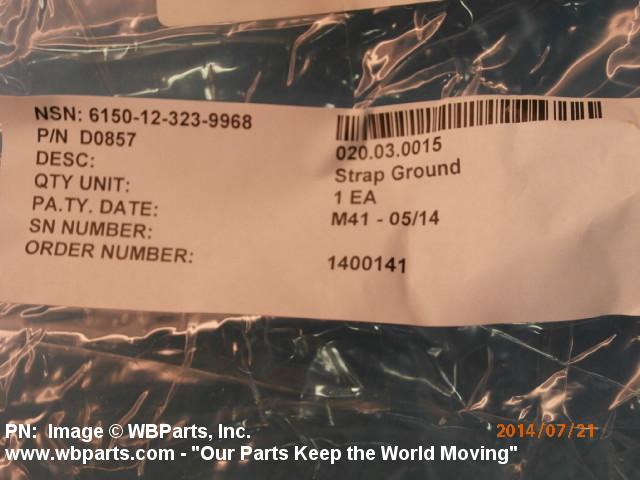 NSN: 6150-12-323-9968
P/N D0857 020.03.0015
DESC: Strap Ground
QTY UNIT: 1 EA
PA.TY. DATE: M41 - 05/14
SN NUMBER:
ORDER NUMBER: 1400141
PN: Image © WBParts, Inc. 2014/07/21
www.wbparts.com - "Our Parts Keep the World Moving"